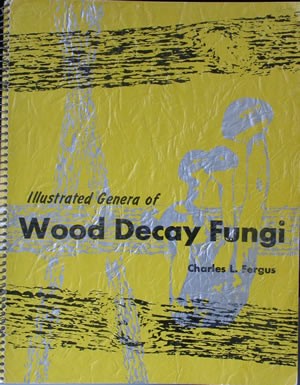 Illustrated Genera of
Wood Decay Fungi
Charles L. Fergus